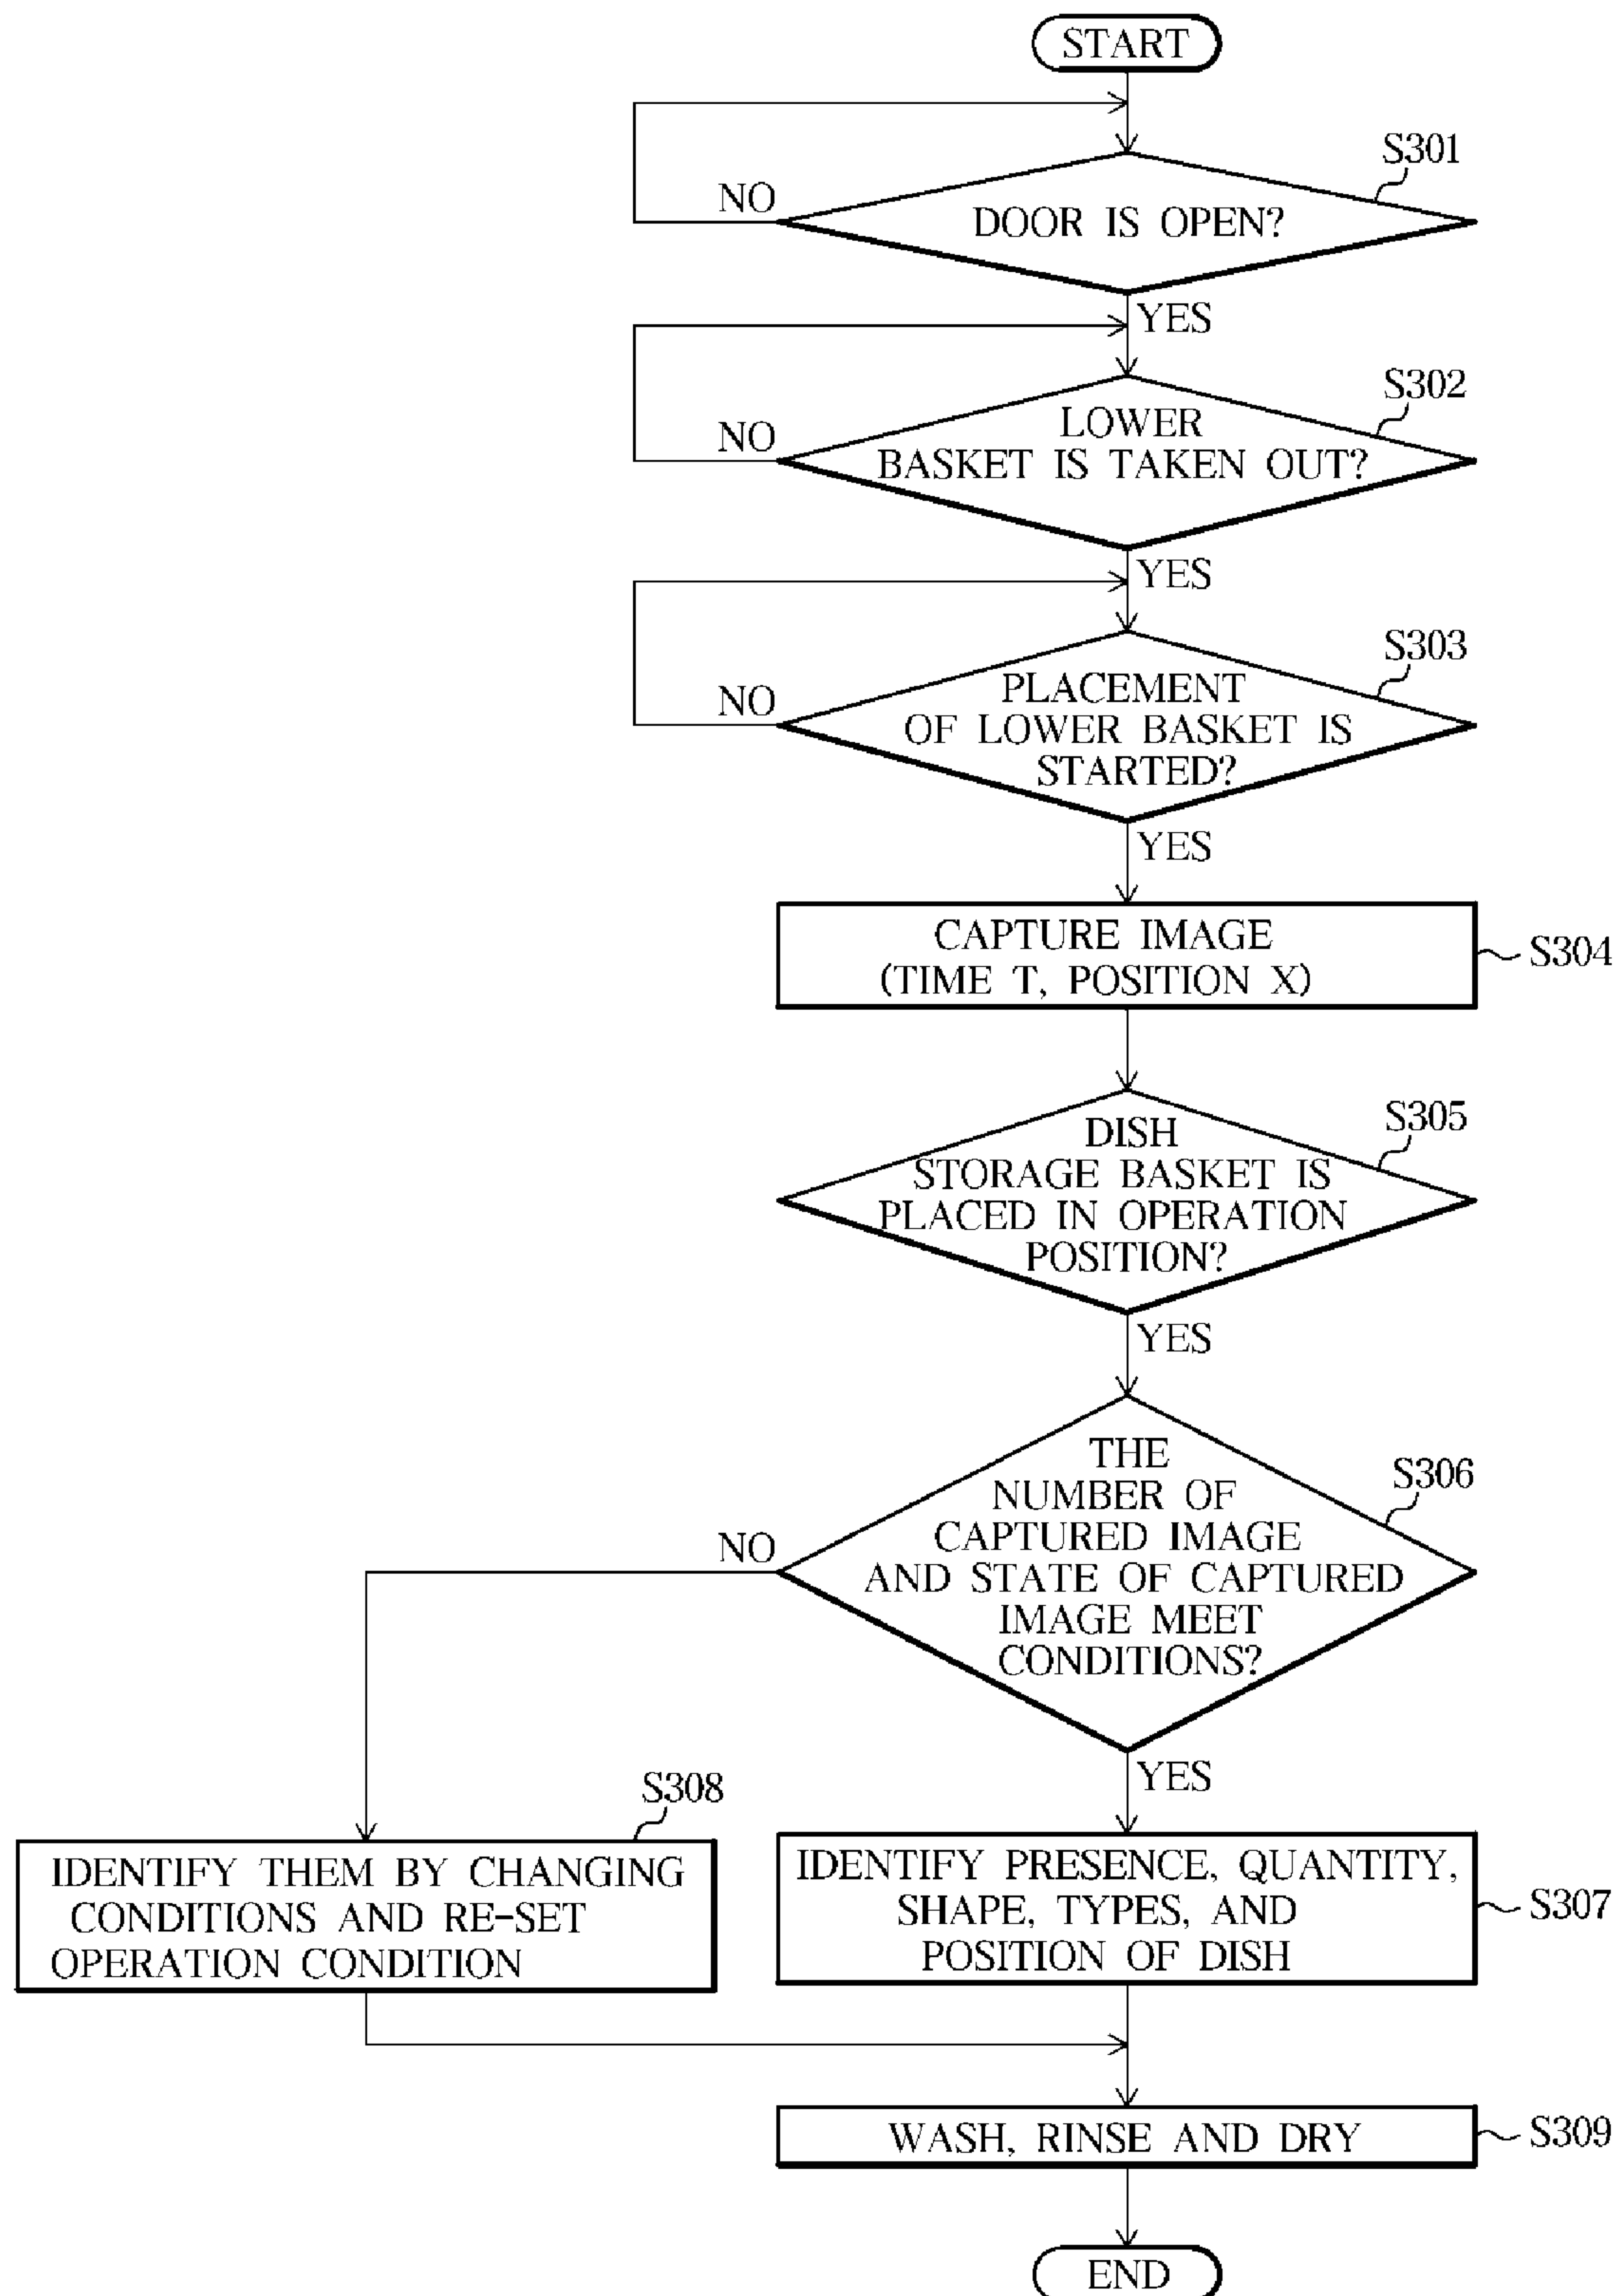 START
S301
NO
DOOR IS OPEN?
YES
S302
NO
LOWER
BASKET IS TAKEN OUT?
YES
S303
NO
PLACEMENT
OF LOWER BASKET IS
STARTED?
YES
CAPTURE IMAGE
(TIME T, POSITION X)
S304
S305
DISH
STORAGE BASKET IS
PLACED IN OPERATION
POSITION?
YES
S306
NO
THE
NUMBER OF
CAPTURED IMAGE
AND STATE OF CAPTURED
IMAGE MEET
CONDITIONS?
YES
S308
IDENTIFY THEM BY CHANGING
CONDITIONS AND RE-SET
OPERATION CONDITION
IDENTIFY PRESENCE, QUANTITY,
SHAPE, TYPES, AND
POSITION OF DISH
S307
WASH, RINSE AND DRY
S309
END